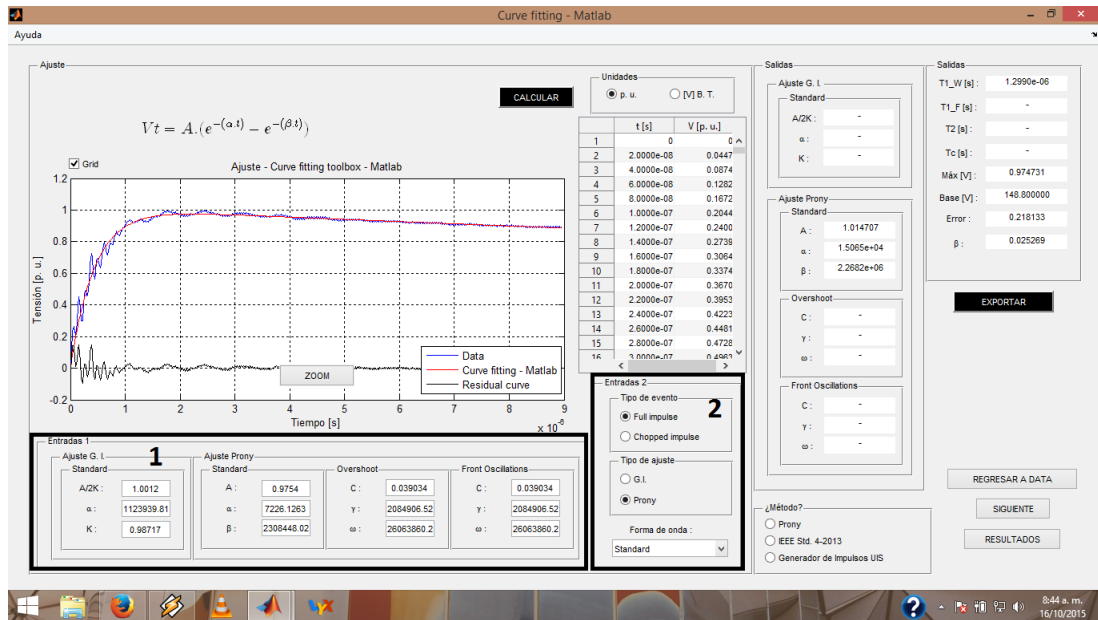 Curve fitting - Matlab
Ayuda
Ajuste
CALCULAR
Vt = A.(e^{-(α.t)} − e^{-(β.t)})
Grid
Ajuste - Curve fitting toolbox - Matlab
1.2
1
0.8
0.6
0.4
0.2
0
-0.2
Tensión [p. u.]
0 1 2 3 4 5 6 7 8 9
Tiempo [s]
x 10^-6
Data
Curve fitting - Matlab
Residual curve
ZOOM
Unidades
p. u. [V] B. T.
t [s] V [p. u.]
1 0 0
2 2.0000e-08 0.0447
3 4.0000e-08 0.0874
4 6.0000e-08 0.1282
5 8.0000e-08 0.1672
6 1.0000e-07 0.2044
7 1.2000e-07 0.2400
8 1.4000e-07 0.2739
9 1.6000e-07 0.3064
10 1.8000e-07 0.3374
11 2.0000e-07 0.3670
12 2.2000e-07 0.3953
13 2.4000e-07 0.4223
14 2.6000e-07 0.4481
15 2.8000e-07 0.4728
16 3.0000e-07 0.4963
Entradas 1
1
Ajuste G. I.
Standard
A/2K : 1.0012
α : 1123939.81
K : 0.98717
Ajuste Prony
Standard
A : 0.9754
α : 7226.1263
β : 2308448.02
Overshoot
C : 0.039034
γ : 2084906.52
ω : 26063860.2
Front Oscillations
C : 0.039034
γ : 2084906.52
ω : 26063860.2
Entradas 2
2
Tipo de evento
Full impulse
Chopped impulse
Tipo de ajuste
G.I.
Prony
Forma de onda :
Standard
Salidas
Ajuste G. I.
Standard
A/2K : -
α : -
K : -
Ajuste Prony
Standard
A : 1.014707
α : 1.5065e+04
β : 2.2682e+06
Overshoot
C : -
γ : -
ω : -
Front Oscillations
C : -
γ : -
ω : -
¿Método?
Prony
IEEE Std. 4-2013
Generador de Impulsos UIS
Salidas
T1_W [s] : 1.2990e-06
T1_F [s] : -
T2 [s] : -
Tc [s] : -
Máx [V] : 0.974731
Base [V] : 148.800000
Error : 0.218133
β : 0.025269
EXPORTAR
REGRESAR A DATA
SIGUIENTE
RESULTADOS
8:44 a. m.
16/10/2015